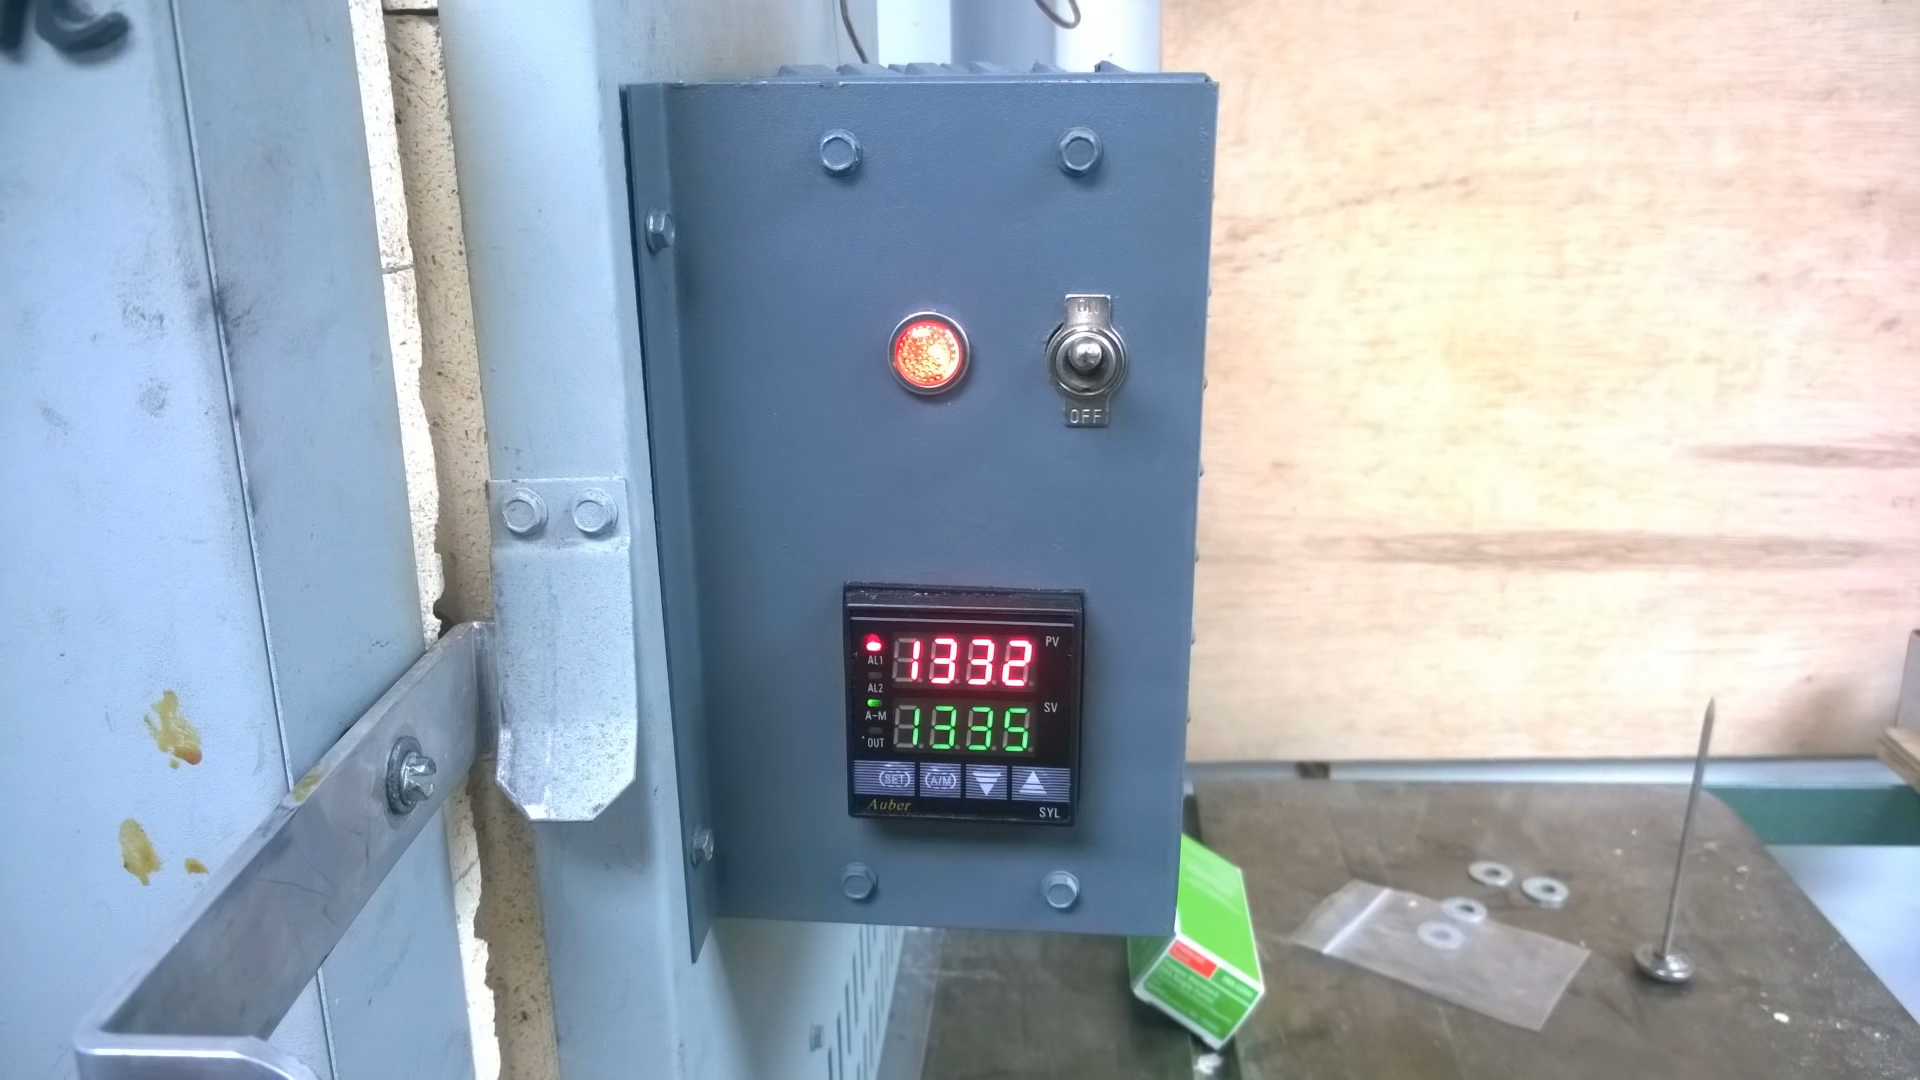 ON
OFF
1332 PV
AL1
AL2
1335 SV
A-M
OUT
SET A/M
Auber
SYL